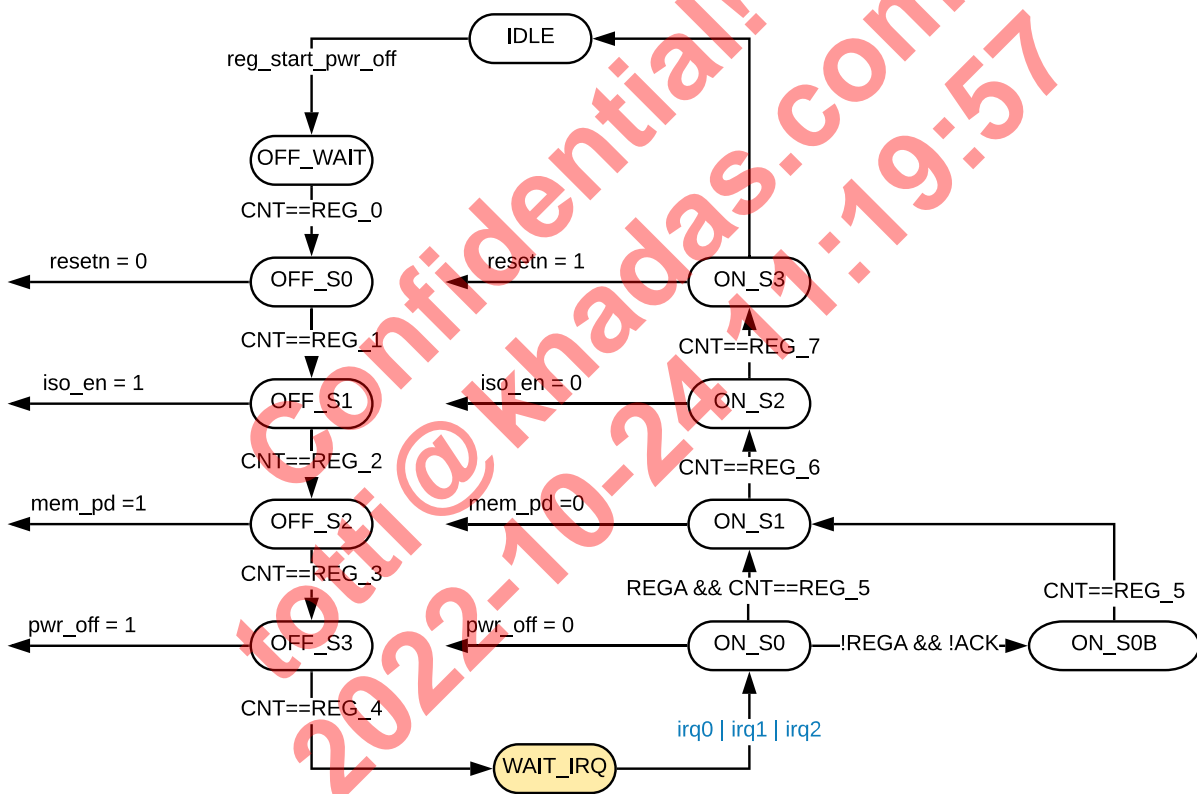 IDLE
reg_start_pwr_off
OFF_WAIT
CNT==REG_0
resetn = 0
OFF_S0
resetn = 1
ON_S3
CNT==REG_1
CNT==REG_7
iso_en = 1
OFF_S1
iso_en = 0
ON_S2
CNT==REG_2
CNT==REG_6
mem_pd =1
OFF_S2
mem_pd =0
ON_S1
CNT==REG_3
REGA && CNT==REG_5
CNT==REG_5
pwr_off = 1
OFF_S3
pwr_off = 0
ON_S0
!REGA && !ACK
ON_S0B
CNT==REG_4
irq0 | irq1 | irq2
WAIT_IRQ
Confidential!
totti @ khadas.com
2022-10-24 11:19:57